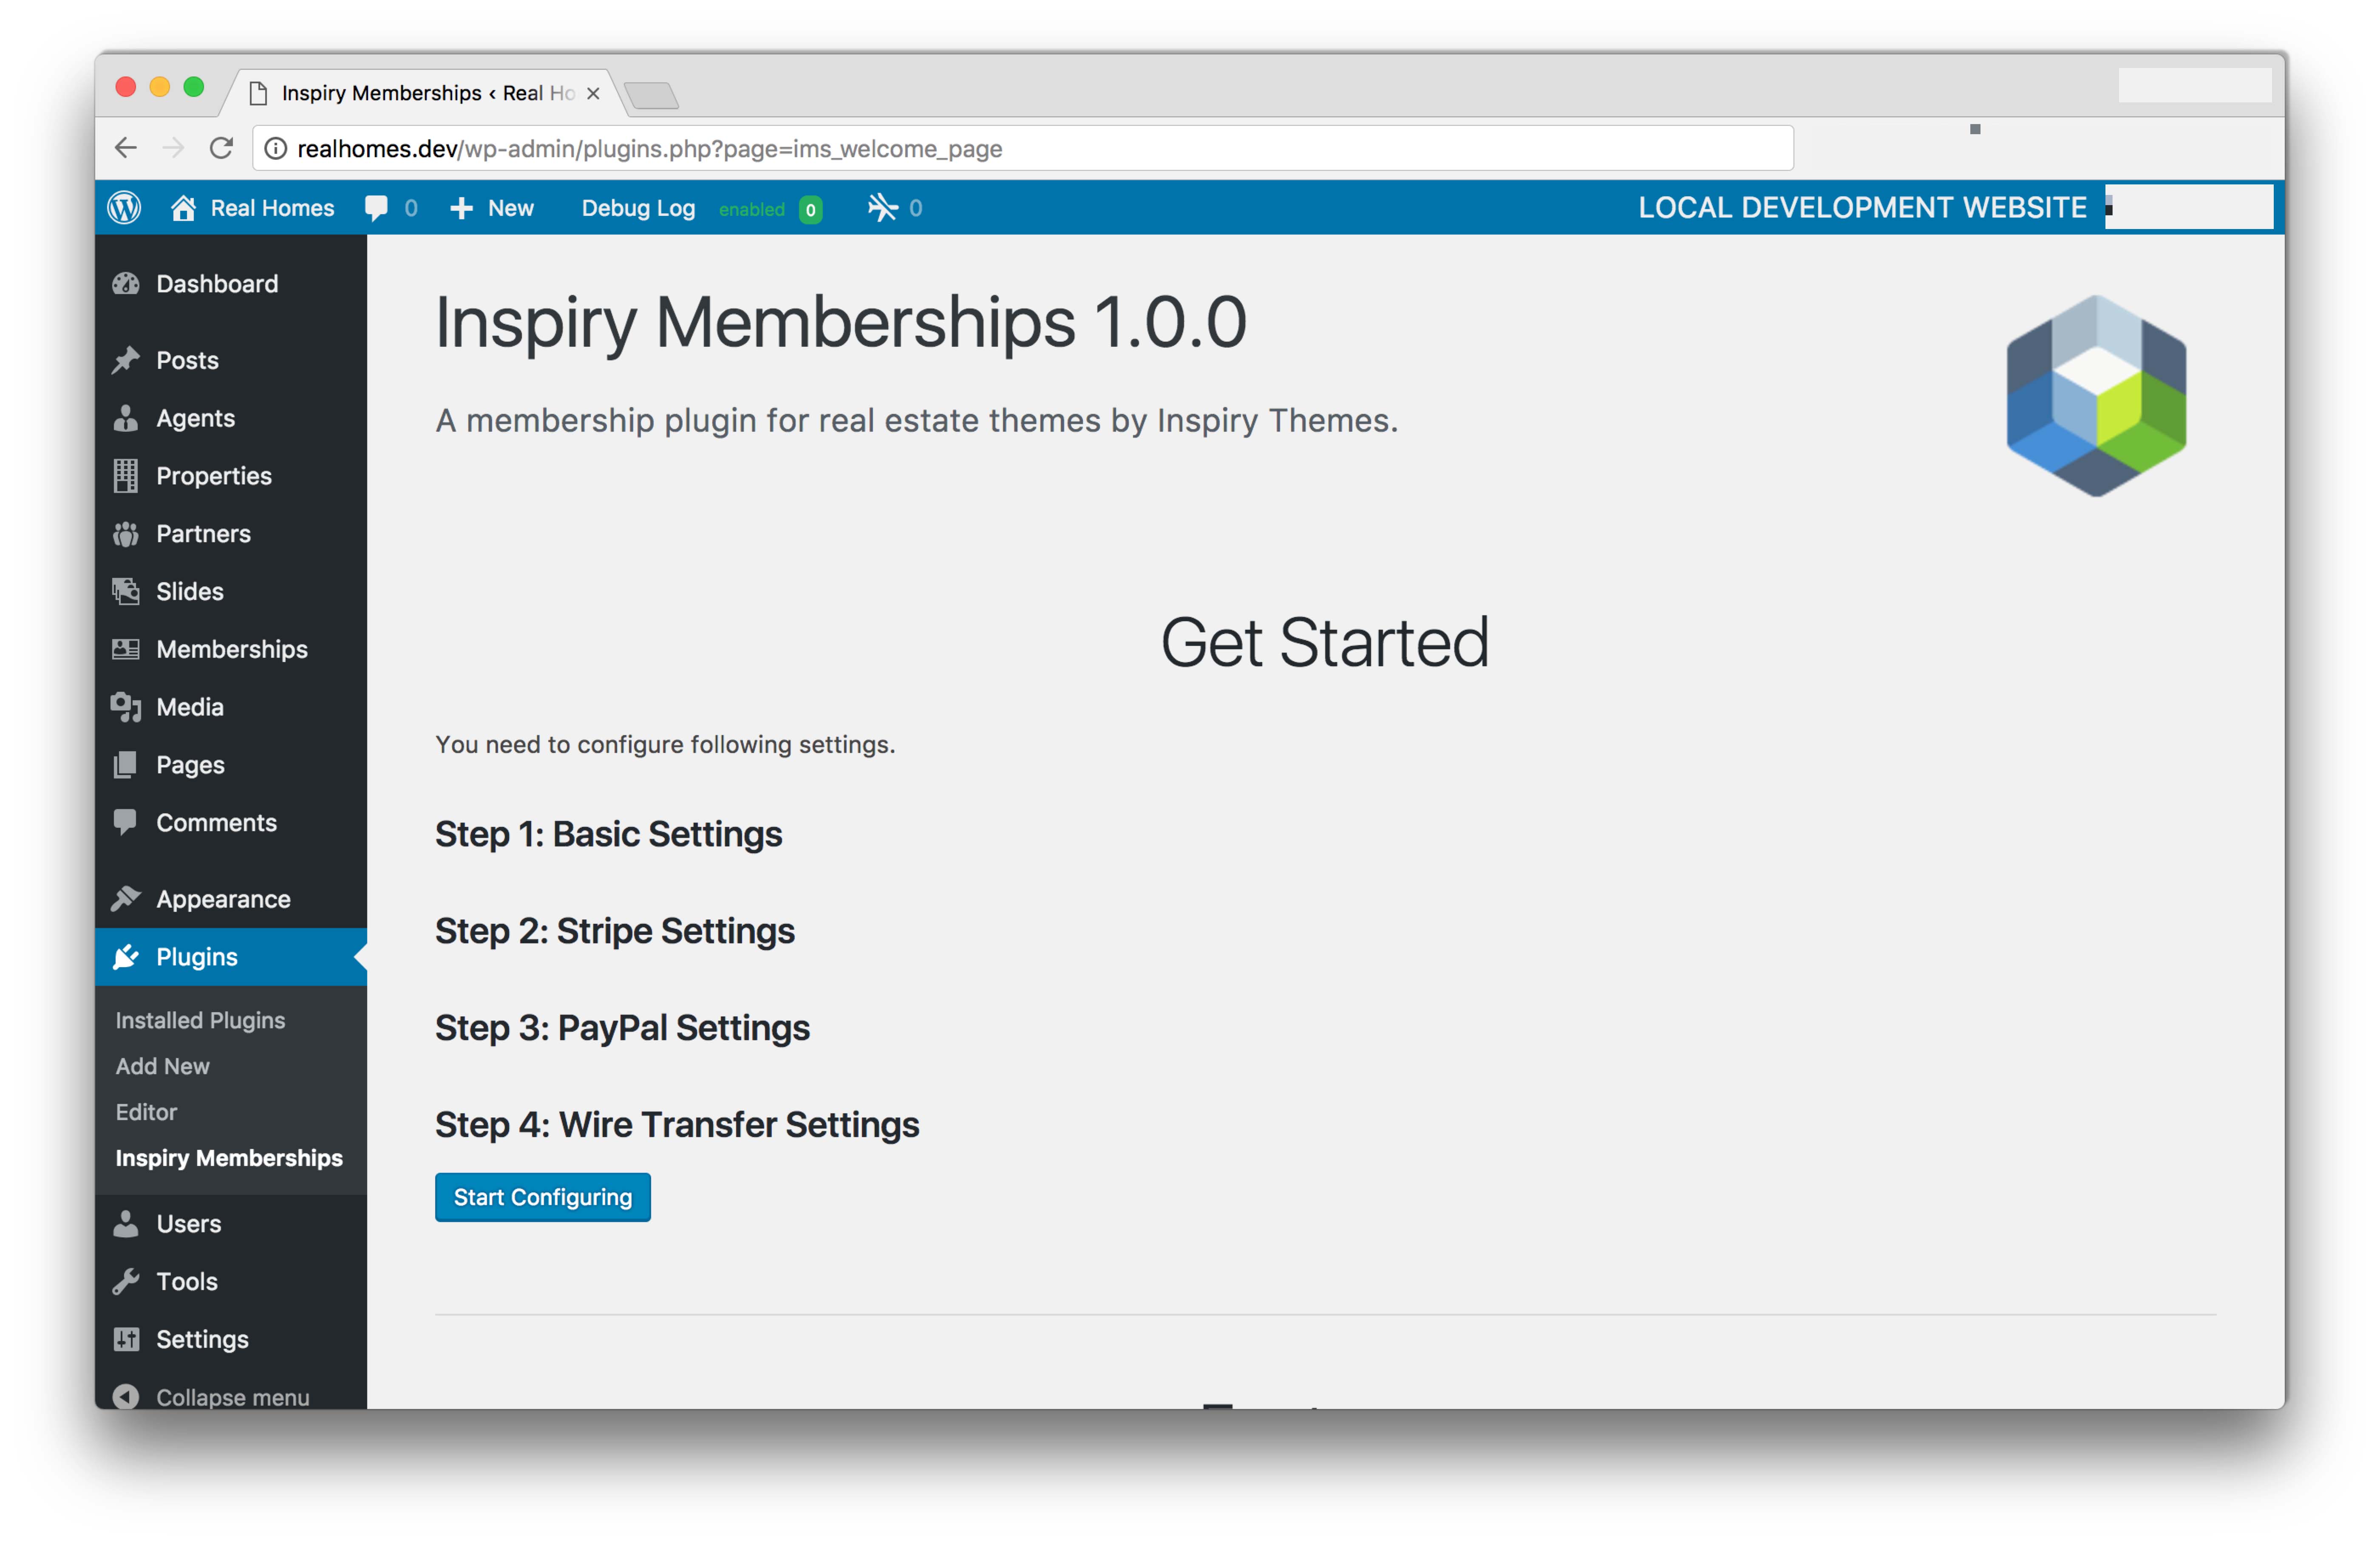 Inspiry Memberships ‹ Real Ho
realhomes.dev/wp-admin/plugins.php?page=ims_welcome_page
Real Homes 0 New Debug Log enabled 0 0 LOCAL DEVELOPMENT WEBSITE
Dashboard
Posts
Agents
Properties
Partners
Slides
Memberships
Media
Pages
Comments
Appearance
Plugins
Installed Plugins
Add New
Editor
Inspiry Memberships
Users
Tools
Settings
Collapse menu
Inspiry Memberships 1.0.0
A membership plugin for real estate themes by Inspiry Themes.
Get Started
You need to configure following settings.
Step 1: Basic Settings
Step 2: Stripe Settings
Step 3: PayPal Settings
Step 4: Wire Transfer Settings
Start Configuring